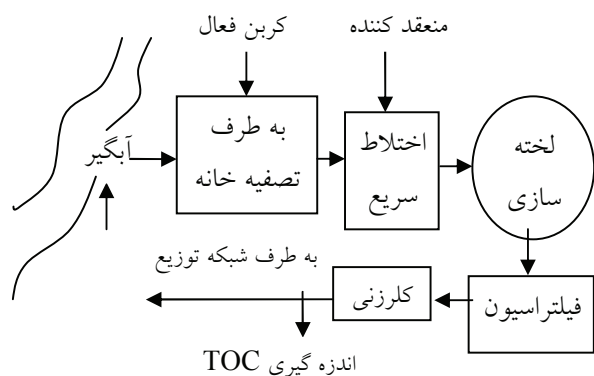 کربن فعال
منعقد کننده
آبگیر
به طرف
تصفیه خانه
اختلاط
سریع
لخته
سازی
به طرف شبکه توزیع
کلرزنی
فیلتراسیون
اندزه گیری TOC